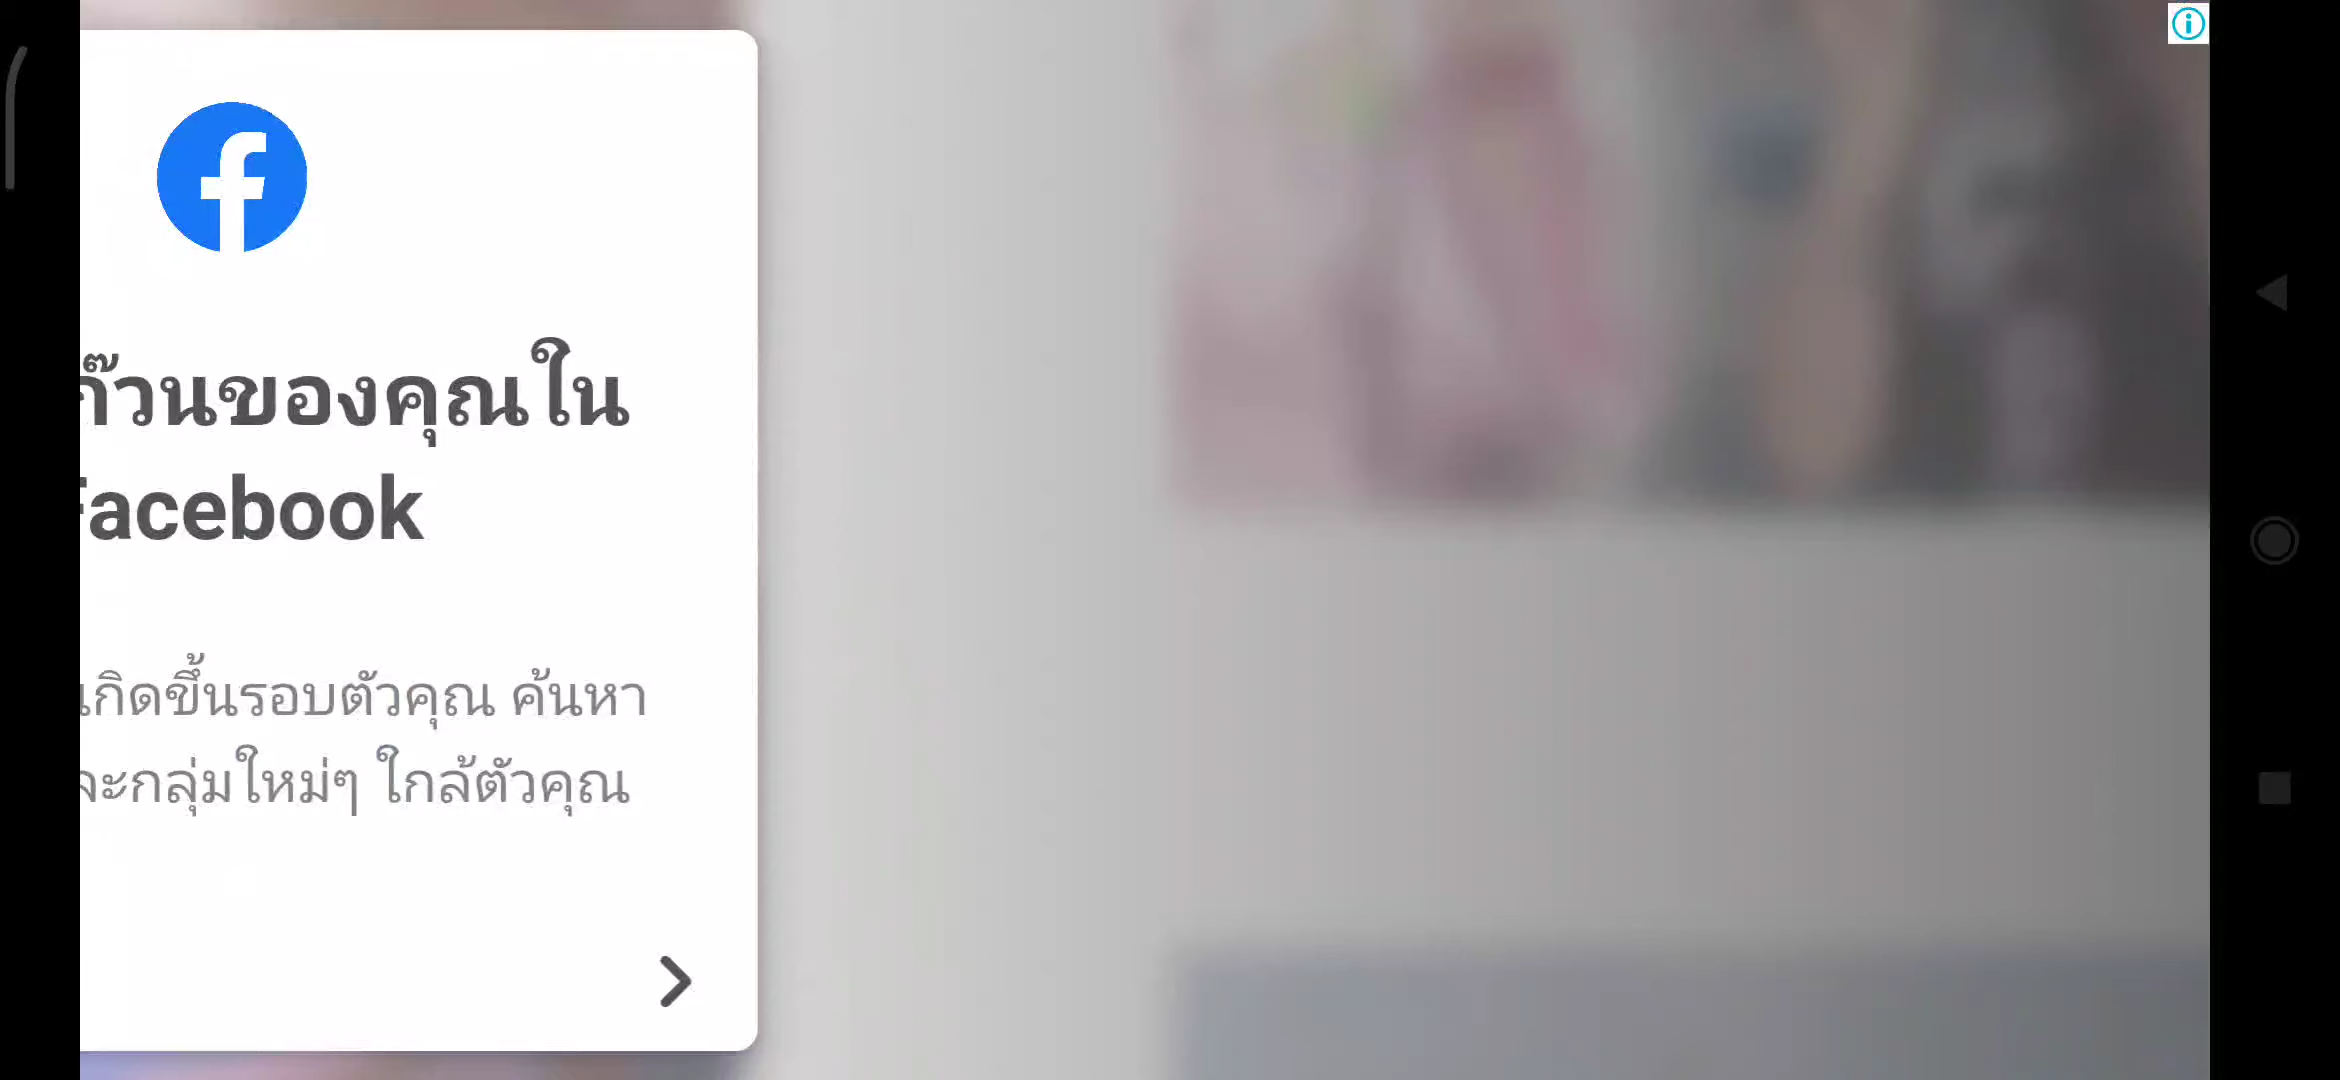 ก๊วนของคุณใน
Facebook
เกิดขึ้นรอบตัวคุณ ค้นหา
ละกลุ่มใหม่ๆ ใกล้ตัวคุณ